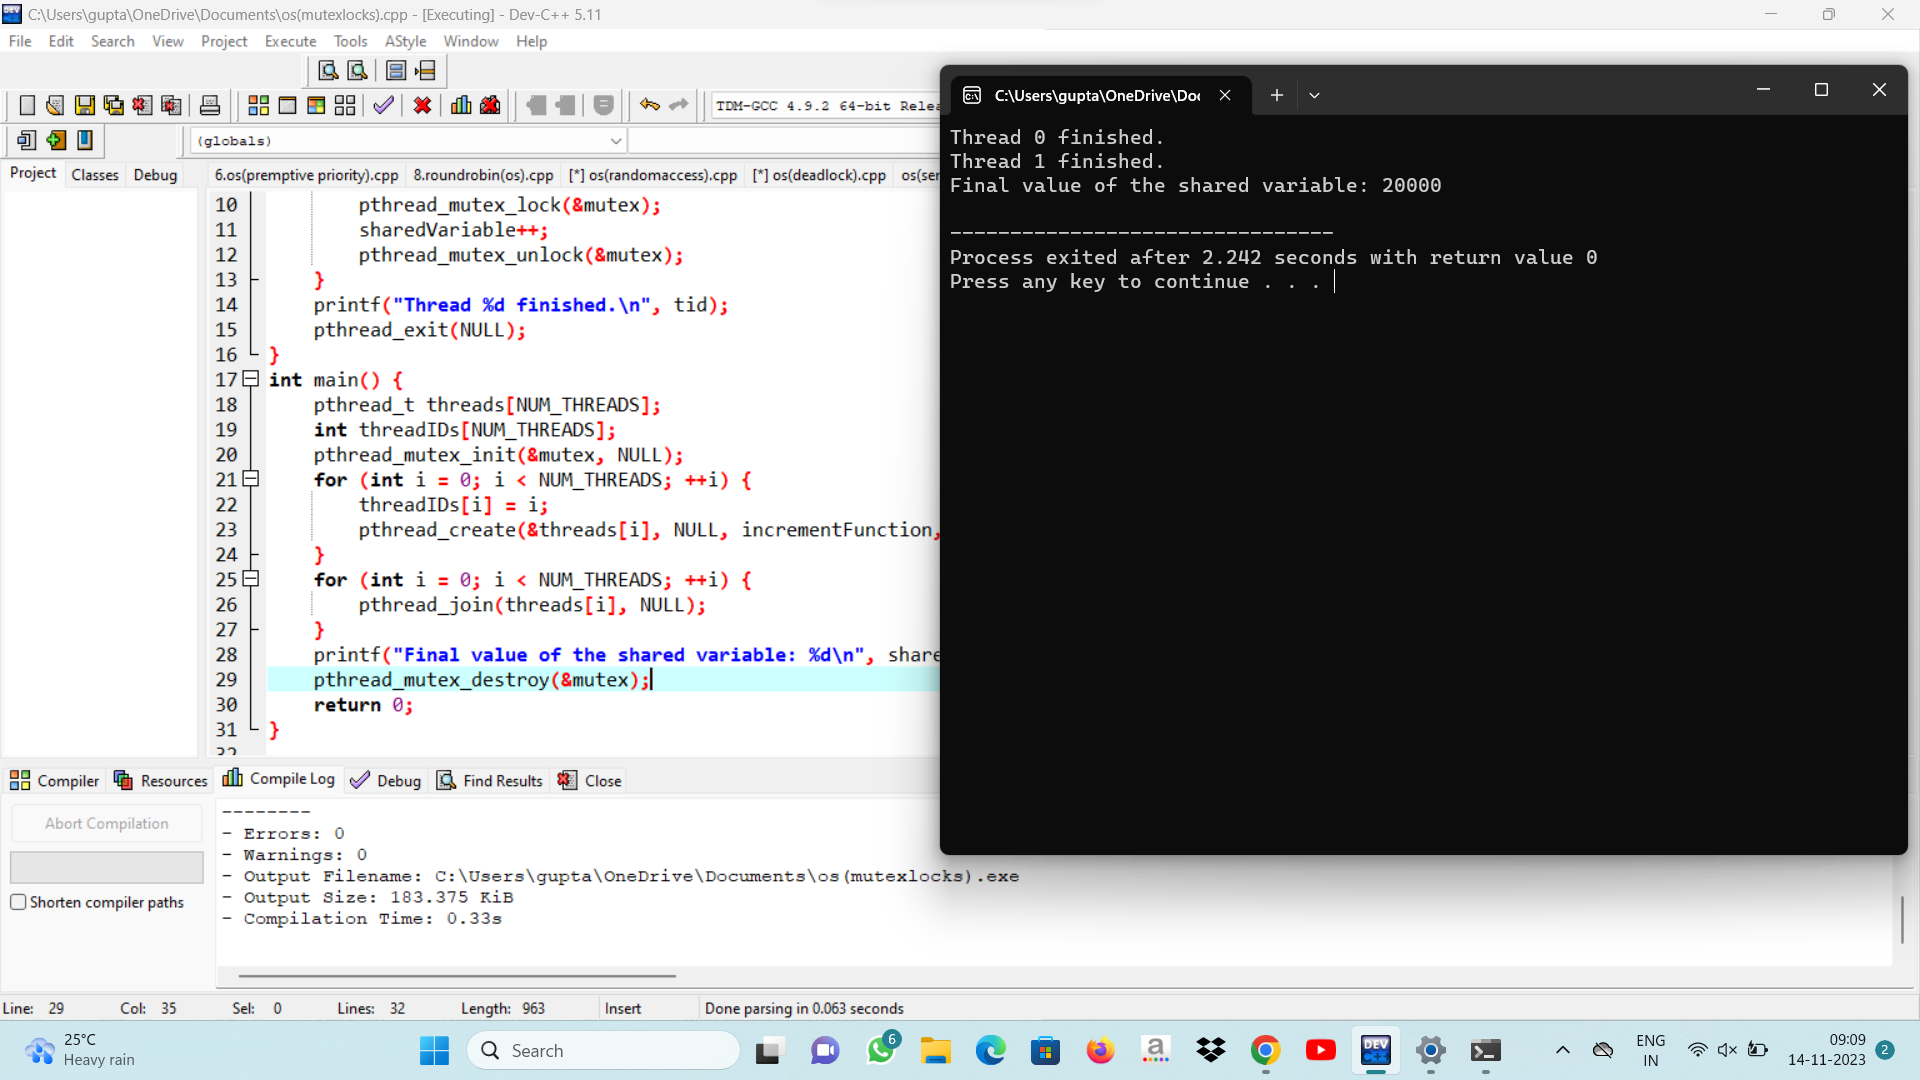 C:\Users\gupta\OneDrive\Documents\os(mutexlocks).cpp - [Executing] - Dev-C++ 5.11
File Edit Search View Project Execute Tools AStyle Window Help
TDM-GCC 4.9.2 64-bit Relea
(globals)
Project Classes Debug
6.os(premptive priority).cpp 8.roundrobin(os).cpp [*] os(randomaccess).cpp [*] os(deadlock).cpp os(ser
10 pthread_mutex_lock(&mutex);
11 sharedVariable++;
12 pthread_mutex_unlock(&mutex);
13 }
14 printf("Thread %d finished.\n", tid);
15 pthread_exit(NULL);
16 }
17 int main() {
18 pthread_t threads[NUM_THREADS];
19 int threadIDs[NUM_THREADS];
20 pthread_mutex_init(&mutex, NULL);
21 for (int i = 0; i < NUM_THREADS; ++i) {
22 threadIDs[i] = i;
23 pthread_create(&threads[i], NULL, incrementFunction,
24 }
25 for (int i = 0; i < NUM_THREADS; ++i) {
26 pthread_join(threads[i], NULL);
27 }
28 printf("Final value of the shared variable: %d\n", share
29 pthread_mutex_destroy(&mutex);
30 return 0;
31 }
32
C:\Users\gupta\OneDrive\Doc
Thread 0 finished.
Thread 1 finished.
Final value of the shared variable: 20000
--------------------------------
Process exited after 2.242 seconds with return value 0
Press any key to continue . . .
Compiler Resources Compile Log Debug Find Results Close
Abort Compilation
Shorten compiler paths
--------
- Errors: 0
- Warnings: 0
- Output Filename: C:\Users\gupta\OneDrive\Documents\os(mutexlocks).exe
- Output Size: 183.375 KiB
- Compilation Time: 0.33s
Line: 29 Col: 35 Sel: 0 Lines: 32 Length: 963 Insert Done parsing in 0.063 seconds
25°C
Heavy rain
Search
6
a
DEV
C++
ENG
IN
09:09
14-11-2023
2